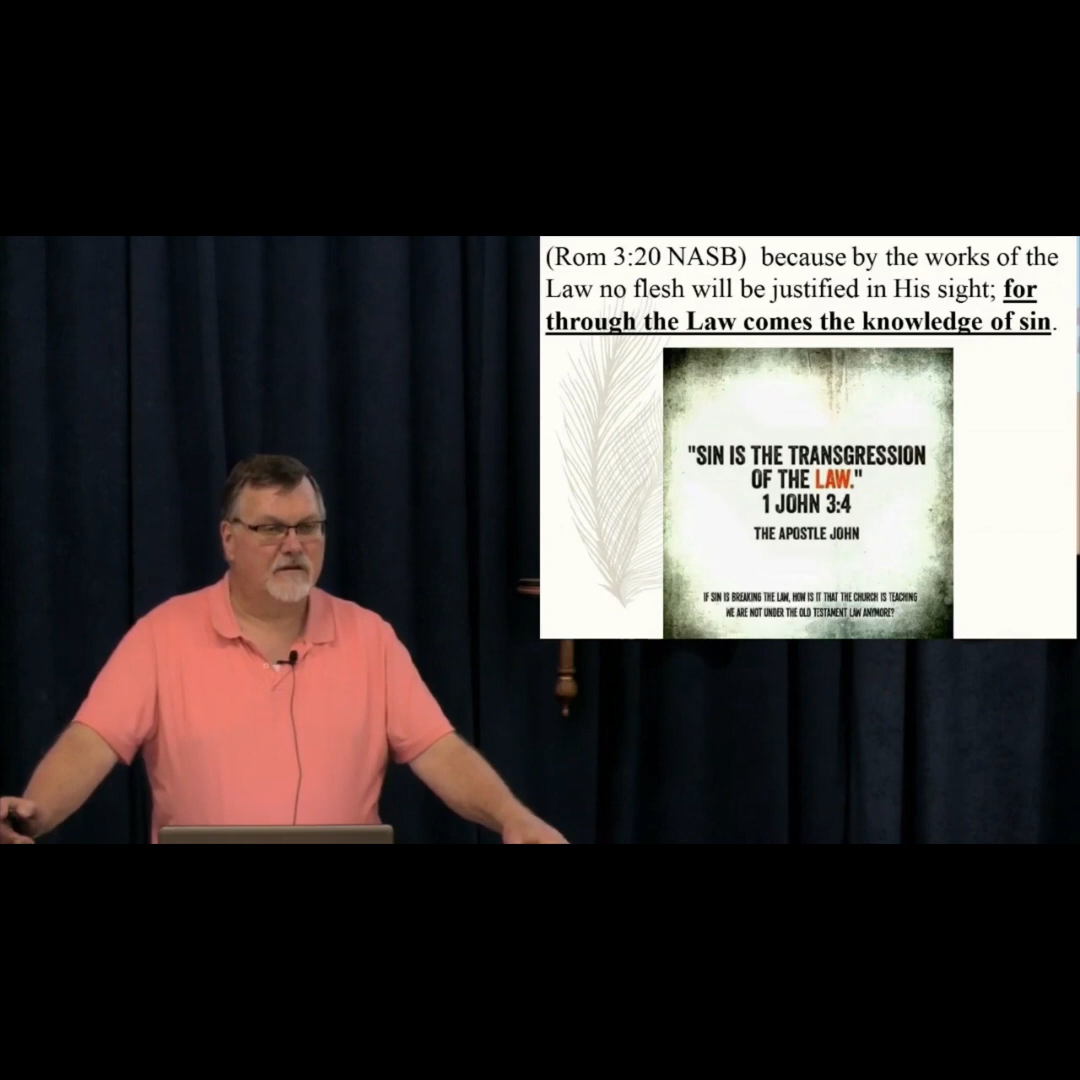 (Rom 3:20 NASB) because by the works of the
Law no flesh will be justified in His sight; for
through the Law comes the knowledge of sin.
"SIN IS THE TRANSGRESSION
OF THE LAW."
1 JOHN 3:4
THE APOSTLE JOHN
IF SIN IS BREAKING THE LAW, HOW IS IT THAT THE CHURCH IS TEACHING
WE ARE NOT UNDER THE OLD TESTAMENT LAW ANYMORE?